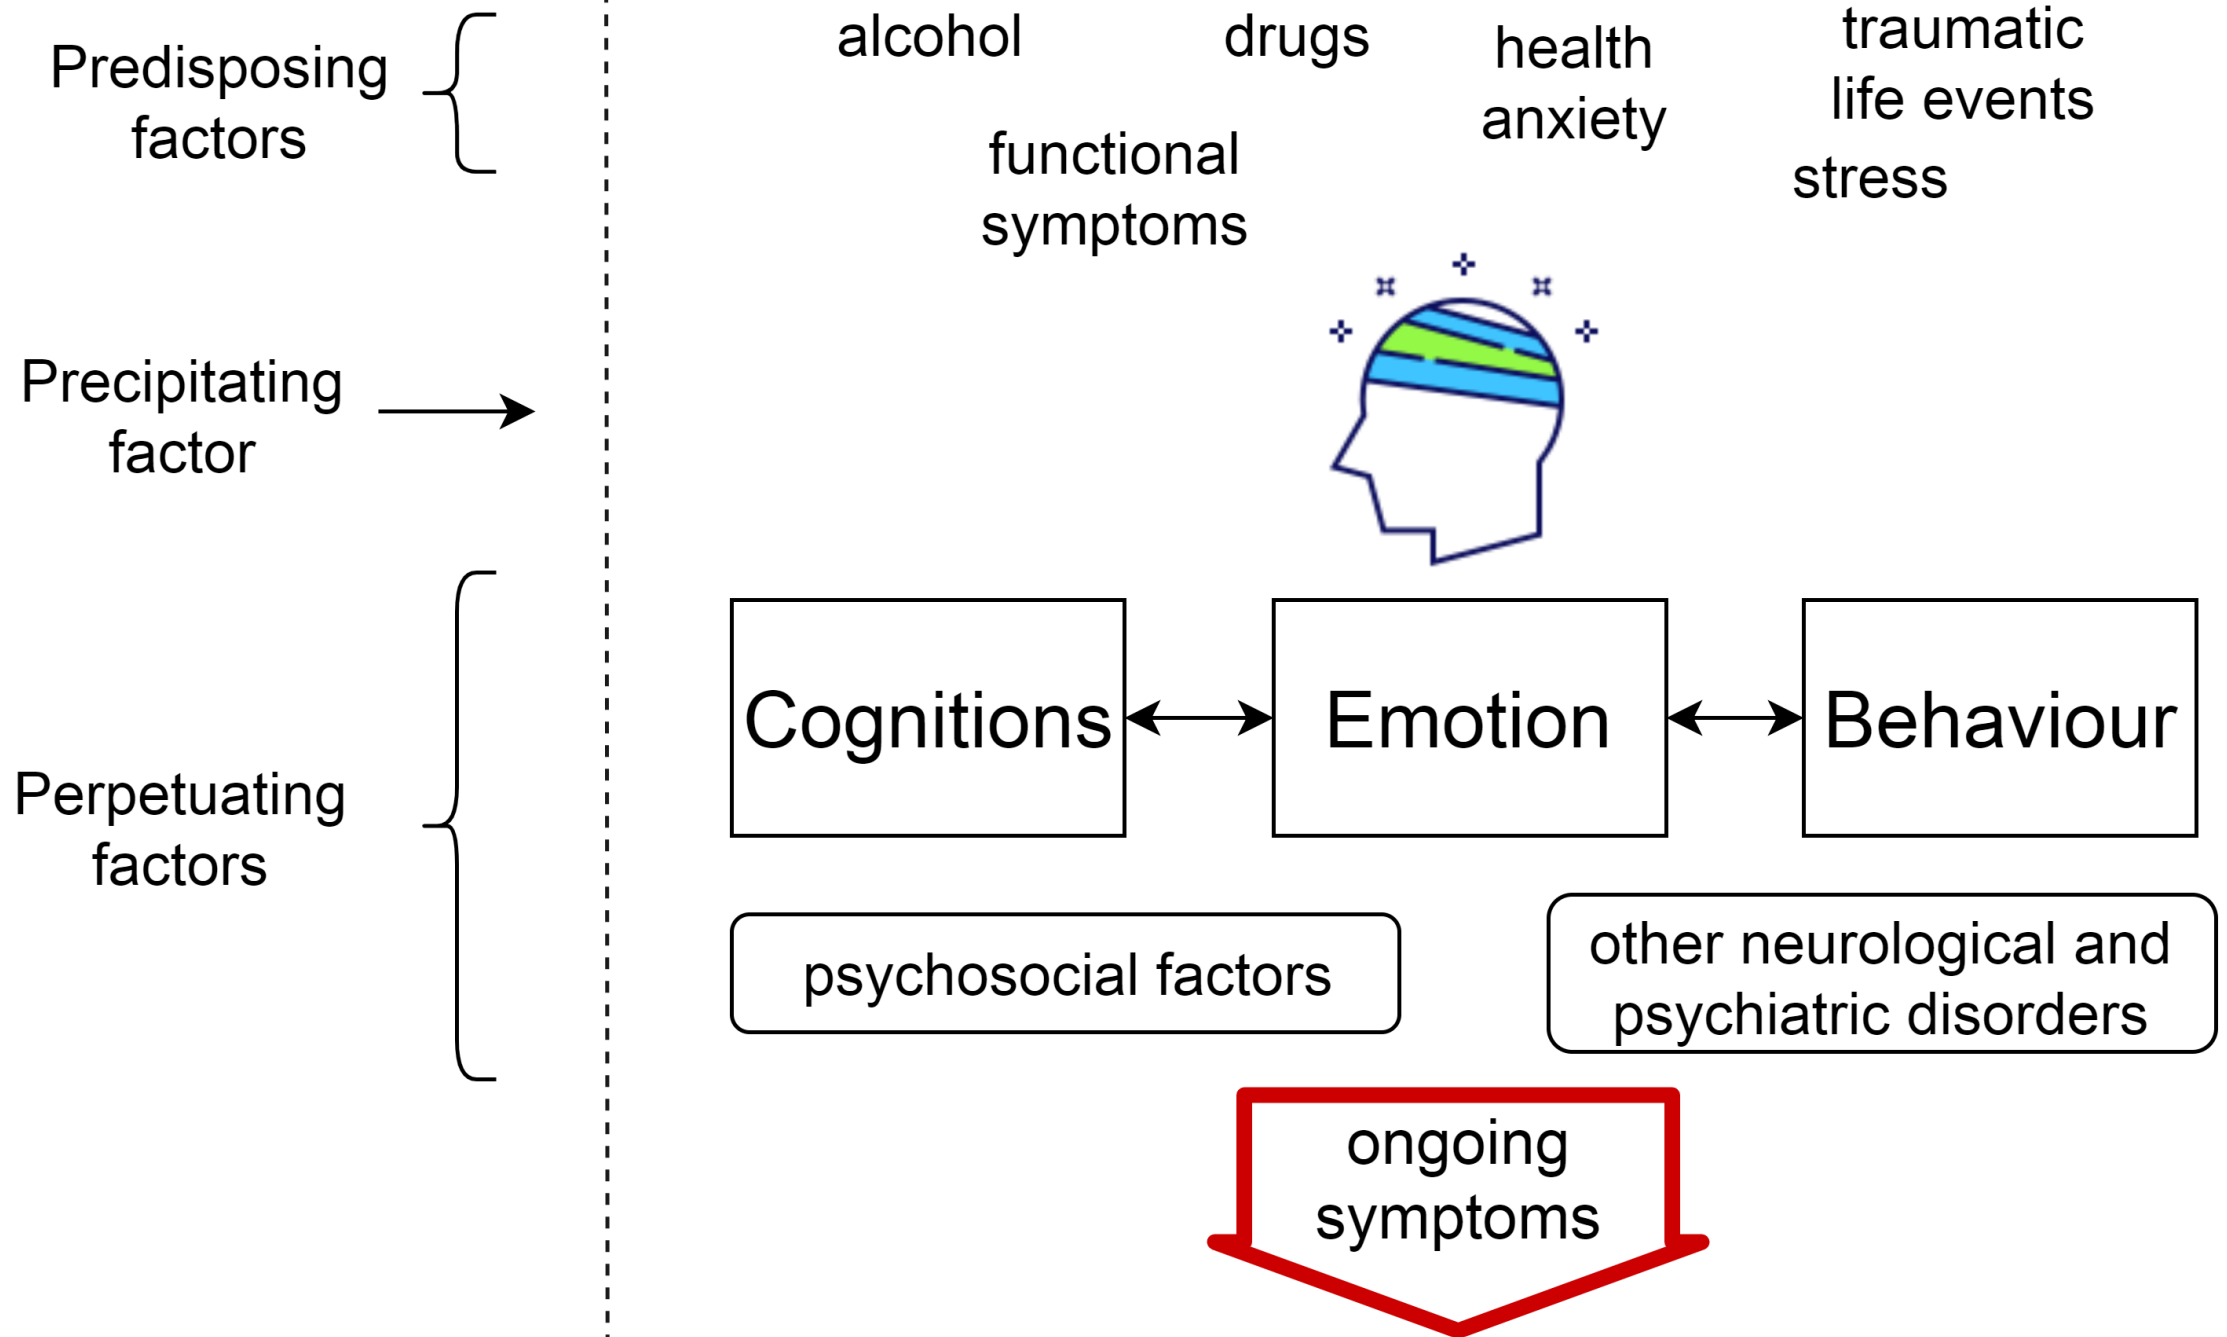 Predisposing
factors
alcohol
drugs
health
anxiety
traumatic
life events
functional
symptoms
stress
Precipitating
factor
Perpetuating
factors
Cognitions
Emotion
Behaviour
psychosocial factors
other neurological and
psychiatric disorders
ongoing
symptoms